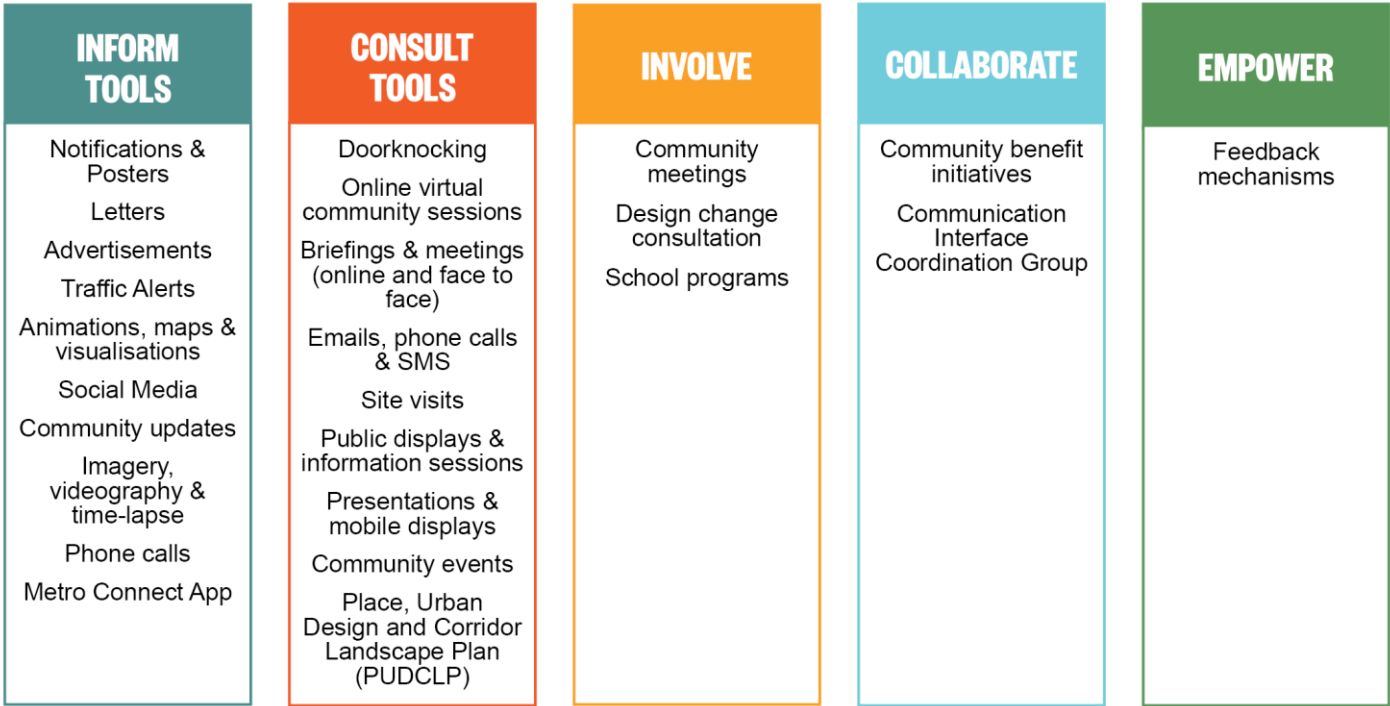 INFORM
TOOLS
Notifications &
Posters
Letters
Advertisements
Traffic Alerts
Animations, maps &
visualisations
Social Media
Community updates
Imagery,
videography &
time-lapse
Phone calls
Metro Connect App
CONSULT
TOOLS
Doorknocking
Online virtual
community sessions
Briefings & meetings
(online and face to
face)
Emails, phone calls
& SMS
Site visits
Public displays &
information sessions
Presentations &
mobile displays
Community events
Place, Urban
Design and Corridor
Landscape Plan
(PUDCLP)
INVOLVE
Community
meetings
Design change
consultation
School programs
COLLABORATE
Community benefit
initiatives
Communication
Interface
Coordination Group
EMPOWER
Feedback
mechanisms